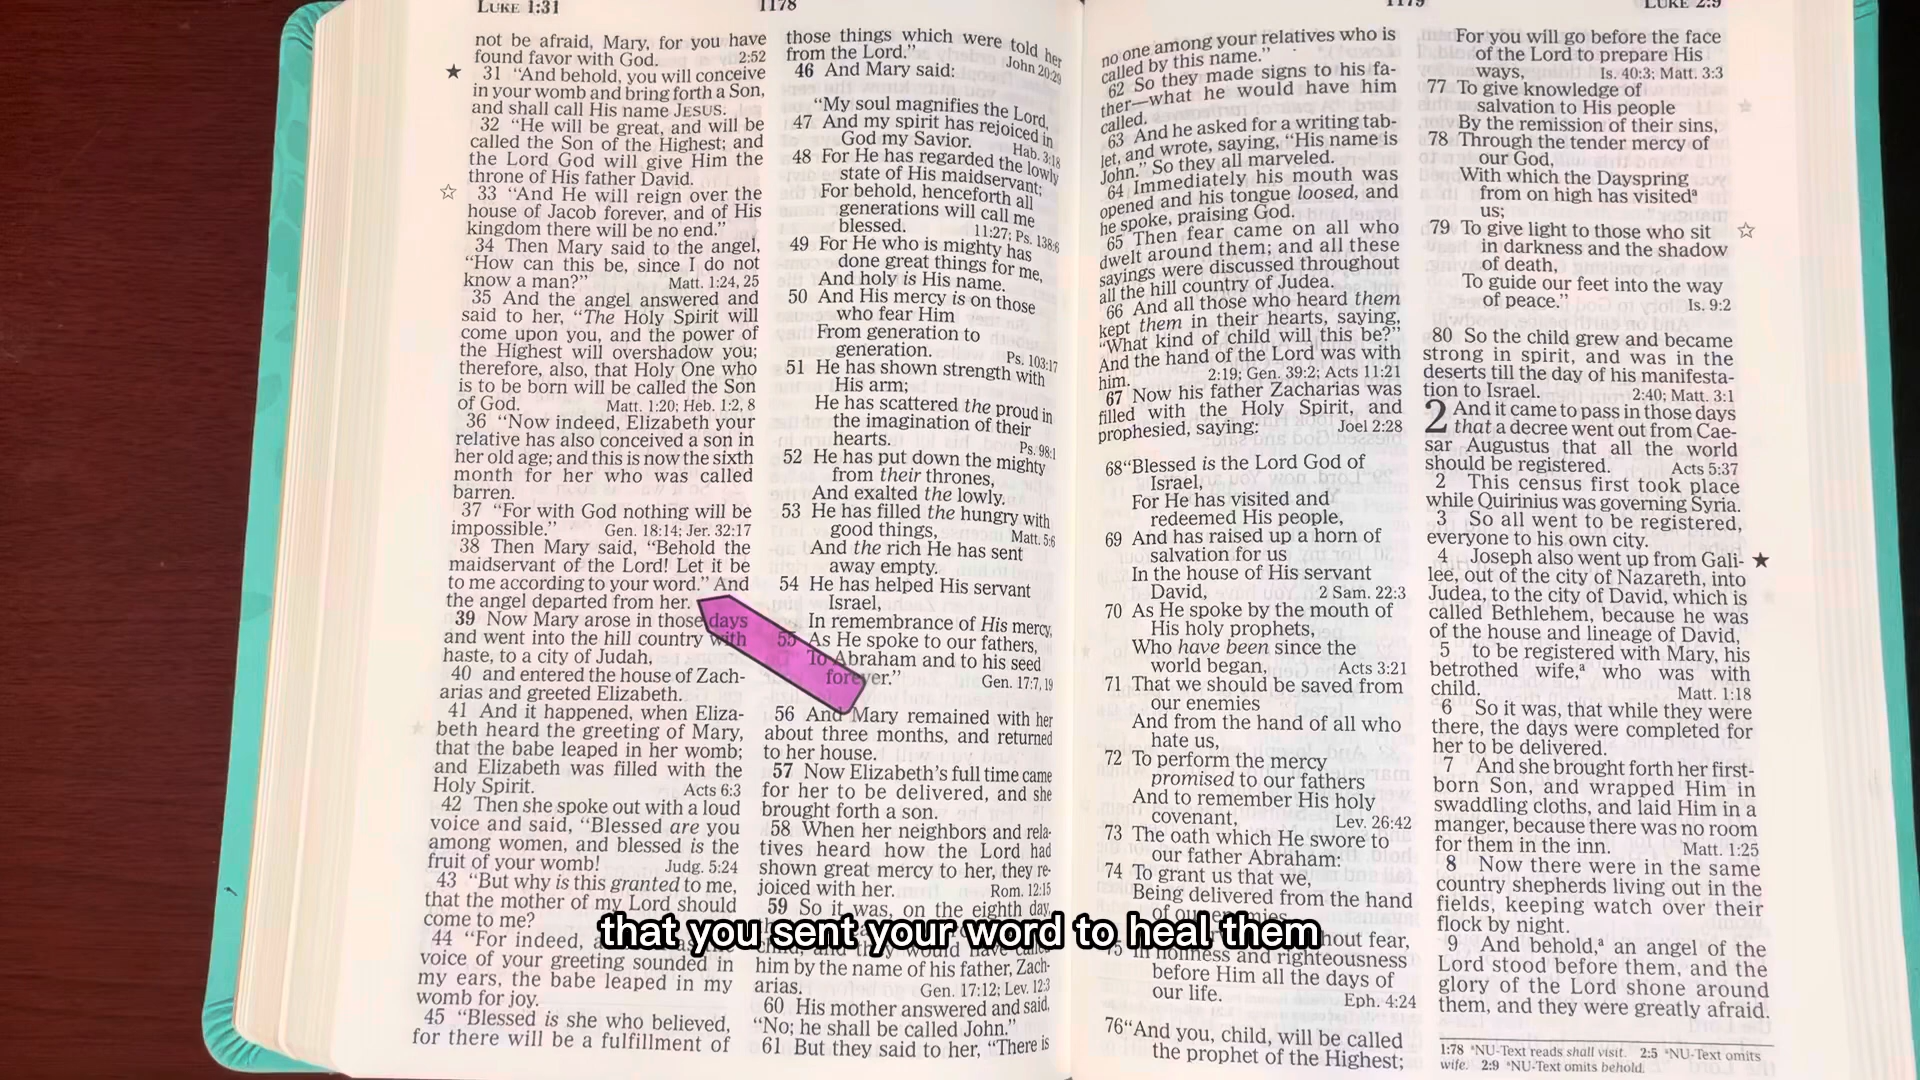 LUKE 1:31
1178
not be afraid, Mary, for you have
found favor with God. 2:52
31 “And behold, you will conceive
in your womb and bring forth a Son,
and shall call His name JESUS.
32 “He will be great, and will be
called the Son of the Highest; and
the Lord God will give Him the
throne of His father David.
33 “And He will reign over the
house of Jacob forever, and of His
kingdom there will be no end.”
34 Then Mary said to the angel,
“How can this be, since I do not
know a man?” Matt. 1:24, 25
35 And the angel answered and
said to her, “The Holy Spirit will
come upon you, and the power of
the Highest will overshadow you;
therefore, also, that Holy One who
is to be born will be called the Son
of God. Matt. 1:20; Heb. 1:2, 8
36 “Now indeed, Elizabeth your
relative has also conceived a son in
her old age; and this is now the sixth
month for her who was called
barren.
37 “For with God nothing will be
impossible.” Gen. 18:14; Jer. 32:17
38 Then Mary said, “Behold the
maidservant of the Lord! Let it be
to me according to your word.” And
the angel departed from her.
39 Now Mary arose in those days
and went into the hill country with
haste, to a city of Judah,
40 and entered the house of Zach-
arias and greeted Elizabeth.
41 And it happened, when Eliza-
beth heard the greeting of Mary,
that the babe leaped in her womb;
and Elizabeth was filled with the
Holy Spirit. Acts 6:3
42 Then she spoke out with a loud
voice and said, “Blessed are you
among women, and blessed is the
fruit of your womb! Judg. 5:24
43 “But why is this granted to me,
that the mother of my Lord should
come to me?
44 “For indeed, a
voice of your greeting sounded in
my ears, the babe leaped in my
womb for joy.
45 “Blessed is she who believed,
for there will be a fulfillment of
those things which were told her
from the Lord.” John 20:29
46 And Mary said:
“My soul magnifies the Lord,
47 And my spirit has rejoiced in
God my Savior. Hab. 3:18
48 For He has regarded the lowly
state of His maidservant;
For behold, henceforth all
generations will call me
blessed. 11:27; Ps. 138:6
49 For He who is mighty has
done great things for me,
And holy is His name.
50 And His mercy is on those
who fear Him
From generation to
generation. Ps. 103:17
51 He has shown strength with
His arm;
He has scattered the proud in
the imagination of their
hearts. Ps. 98:1
52 He has put down the mighty
from their thrones,
And exalted the lowly.
53 He has filled the hungry with
good things, Matt. 5:6
And the rich He has sent
away empty.
54 He has helped His servant
Israel,
In remembrance of His mercy,
55 As He spoke to our fathers,
To Abraham and to his seed
forever.” Gen. 17:7, 19
56 And Mary remained with her
about three months, and returned
to her house.
57 Now Elizabeth’s full time came
for her to be delivered, and she
brought forth a son.
58 When her neighbors and rela-
tives heard how the Lord had
shown great mercy to her, they re-
joiced with her. Rom. 12:15
59 So it was, on the eighth day,
child, and they would have called
him by the name of his father, Zach-
arias. Gen. 17:12; Lev. 12:3
60 His mother answered and said,
“No; he shall be called John.”
61 But they said to her, “There is
that you sent your word to heal them
1179
LUKE 2:9
no one among your relatives who is
called by this name.”
62 So they made signs to his fa-
ther—what he would have him
called.
63 And he asked for a writing tab-
let, and wrote, saying, “His name is
John.” So they all marveled.
64 Immediately his mouth was
opened and his tongue loosed, and
he spoke, praising God.
65 Then fear came on all who
dwelt around them; and all these
sayings were discussed throughout
all the hill country of Judea.
66 And all those who heard them
kept them in their hearts, saying,
“What kind of child will this be?”
And the hand of the Lord was with
him. 2:19; Gen. 39:2; Acts 11:21
67 Now his father Zacharias was
filled with the Holy Spirit, and
prophesied, saying: Joel 2:28
68 “Blessed is the Lord God of
Israel,
For He has visited and
redeemed His people,
69 And has raised up a horn of
salvation for us
In the house of His servant
David, 2 Sam. 22:3
70 As He spoke by the mouth of
His holy prophets,
Who have been since the
world began, Acts 3:21
71 That we should be saved from
our enemies
And from the hand of all who
hate us,
72 To perform the mercy
promised to our fathers
And to remember His holy
covenant, Lev. 26:42
73 The oath which He swore to
our father Abraham:
74 To grant us that we,
Being delivered from the hand
of our enemies,
hout fear,
75 In holiness and righteousness
before Him all the days of
our life. Eph. 4:24
76 “And you, child, will be called
the prophet of the Highest;
For you will go before the face
of the Lord to prepare His
ways, Is. 40:3; Matt. 3:3
77 To give knowledge of
salvation to His people
By the remission of their sins,
78 Through the tender mercy of
our God,
With which the Dayspring
from on high has visitedª
us;
79 To give light to those who sit
in darkness and the shadow
of death,
To guide our feet into the way
of peace.” Is. 9:2
80 So the child grew and became
strong in spirit, and was in the
deserts till the day of his manifesta-
tion to Israel. 2:40; Matt. 3:1
2 And it came to pass in those days
that a decree went out from Cae-
sar Augustus that all the world
should be registered. Acts 5:37
2 This census first took place
while Quirinius was governing Syria.
3 So all went to be registered,
everyone to his own city.
4 Joseph also went up from Gali-
lee, out of the city of Nazareth, into
Judea, to the city of David, which is
called Bethlehem, because he was
of the house and lineage of David,
5 to be registered with Mary, his
betrothed wife,ª who was with
child. Matt. 1:18
6 So it was, that while they were
there, the days were completed for
her to be delivered.
7 And she brought forth her first-
born Son, and wrapped Him in
swaddling cloths, and laid Him in a
manger, because there was no room
for them in the inn. Matt. 1:25
8 Now there were in the same
country shepherds living out in the
fields, keeping watch over their
flock by night.
9 And behold,ª an angel of the
Lord stood before them, and the
glory of the Lord shone around
them, and they were greatly afraid.
1:78 ªNU-Text reads shall visit. 2:5 ªNU-Text omits
wife. 2:9 ªNU-Text omits behold.